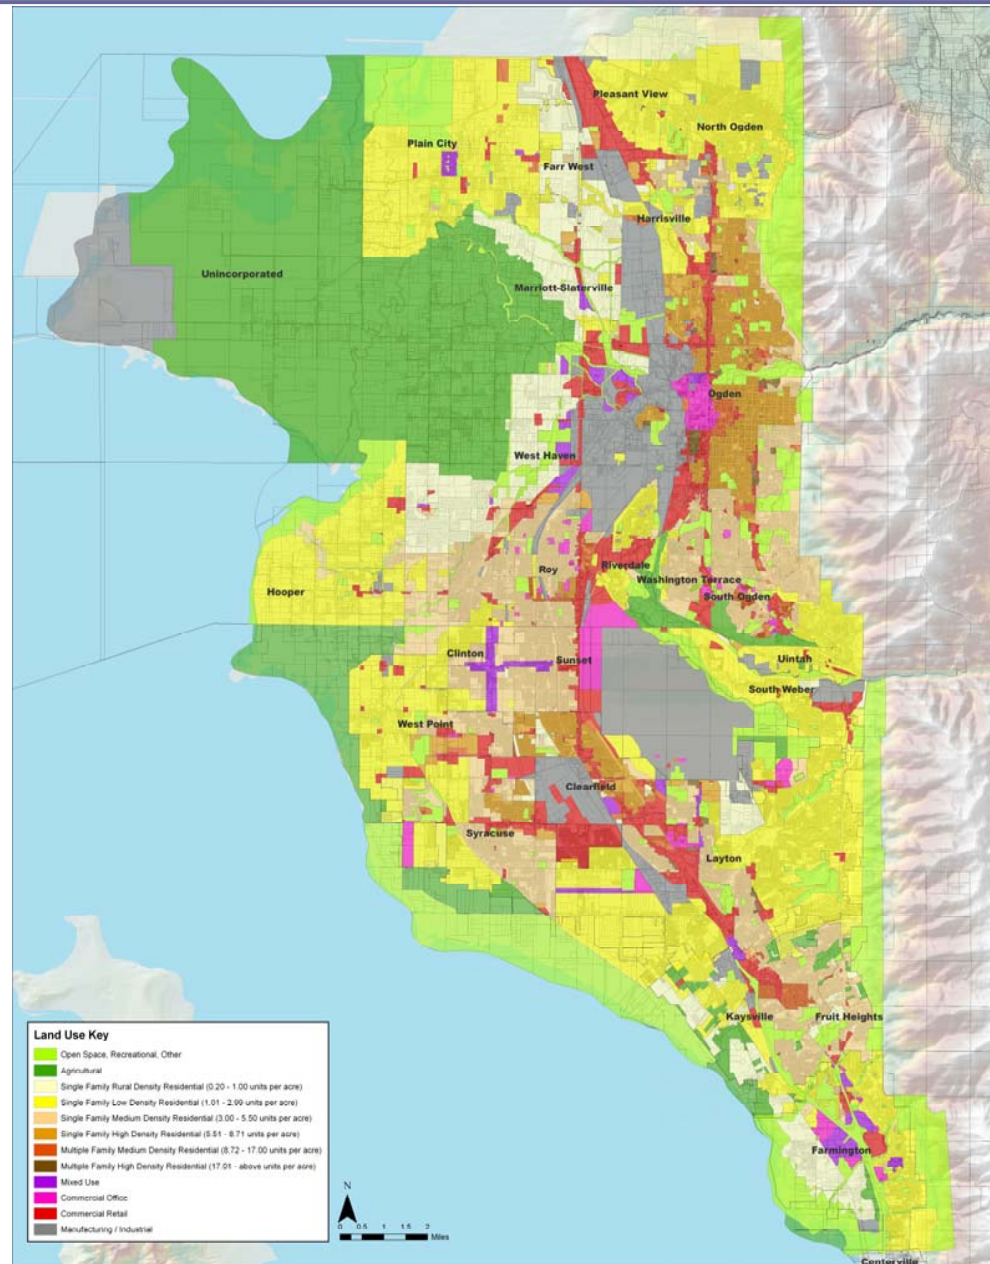 Pleasant View
North Ogden
Plain City
Farr West
Harrisville
Unincorporated
Marriott-Slaterville
Ogden
West Haven
Roy
Riverdale
Washington Terrace
South Ogden
Hooper
Clinton
Sunset
Uintah
South Weber
West Point
Clearfield
Syracuse
Layton
Kaysville
Fruit Heights
Farmington
Centerville
Land Use Key
Open Space, Recreational, Other
Agricultural
Single Family Rural Density Residential (0.20 - 1.00 units per acre)
Single Family Low Density Residential (1.01 - 2.99 units per acre)
Single Family Medium Density Residential (3.00 - 5.50 units per acre)
Single Family High Density Residential (5.51 - 8.71 units per acre)
Multiple Family Medium Density Residential (8.72 - 17.00 units per acre)
Multiple Family High Density Residential (17.01 - above units per acre)
Mixed Use
Commercial Office
Commercial Retail
Manufacturing / Industrial
N
0 0.5 1 1.5 2
Miles